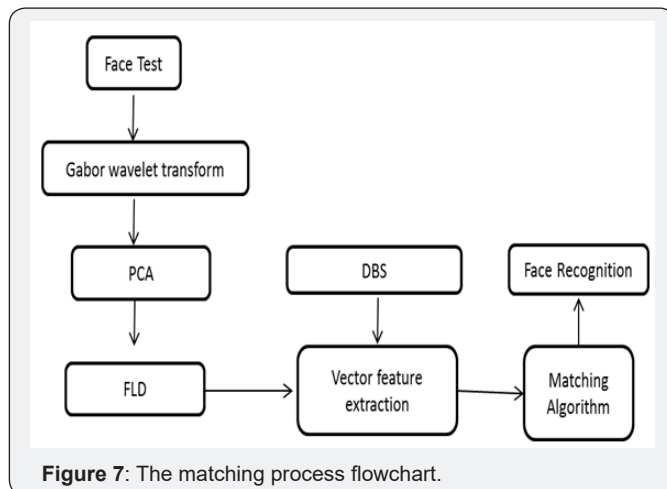 Face Test
Gabor wavelet transform
PCA
DBS
Face Recognition
FLD
Vector feature
extraction
Matching
Algorithm
Figure 7: The matching process flowchart.